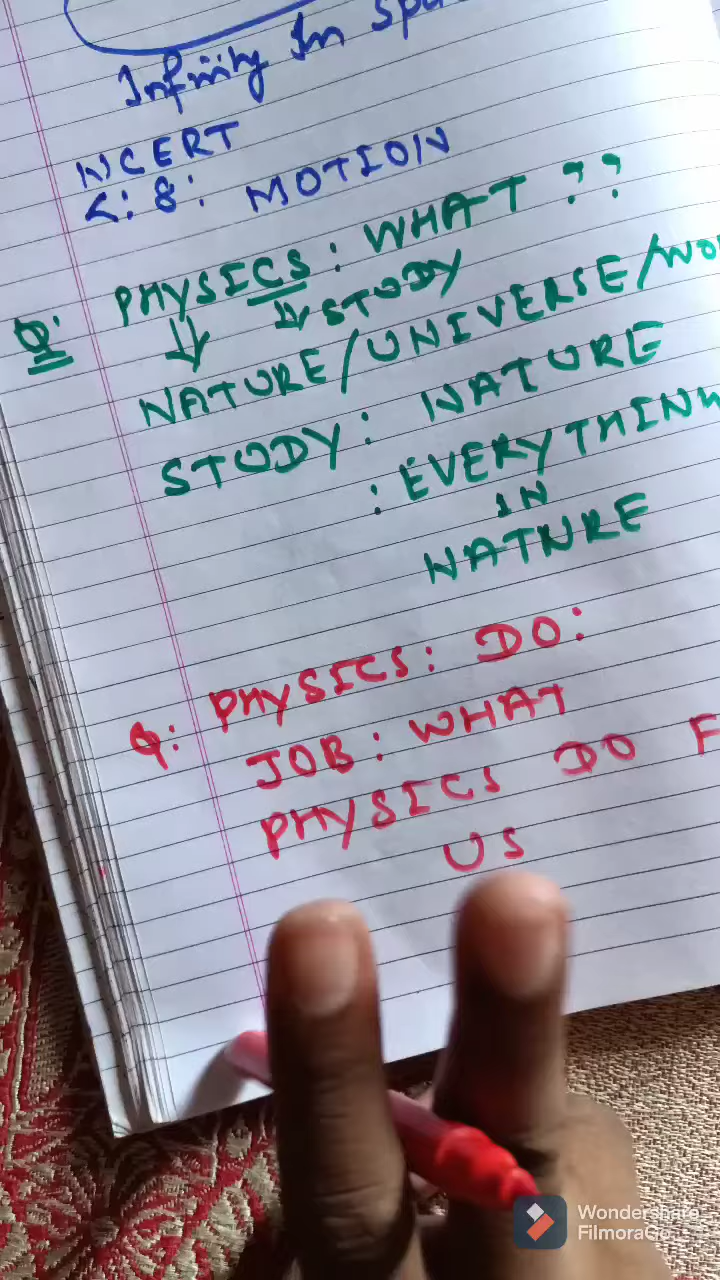 Infinity In Spa
NCERT
<: 8: MOTION
Q: PHYSICS: WHAT ??
STUDY
NATURE/UNIVERSE/WO
STUDY: NATURE
: EVERYTHING
IN
NATURE
Q: PHYSICS: DO:
JOB: WHAT
PHYSICS DO F
US
Wondershare
FilmoraGo